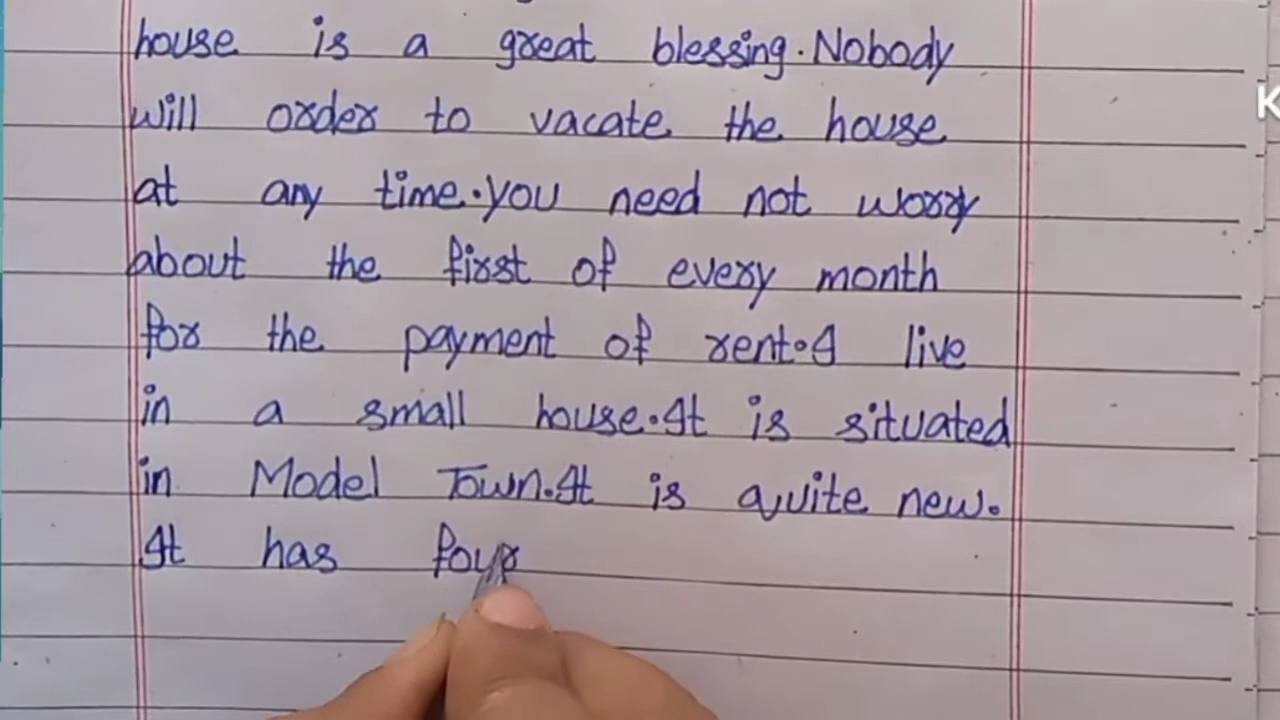 house is a great blessing. Nobody
will order to vacate the house
at any time. you need not worry
about the first of every month
for the payment of rent. I live
in a small house. It is situated
in Model Town. It is quite new.
It has four
K